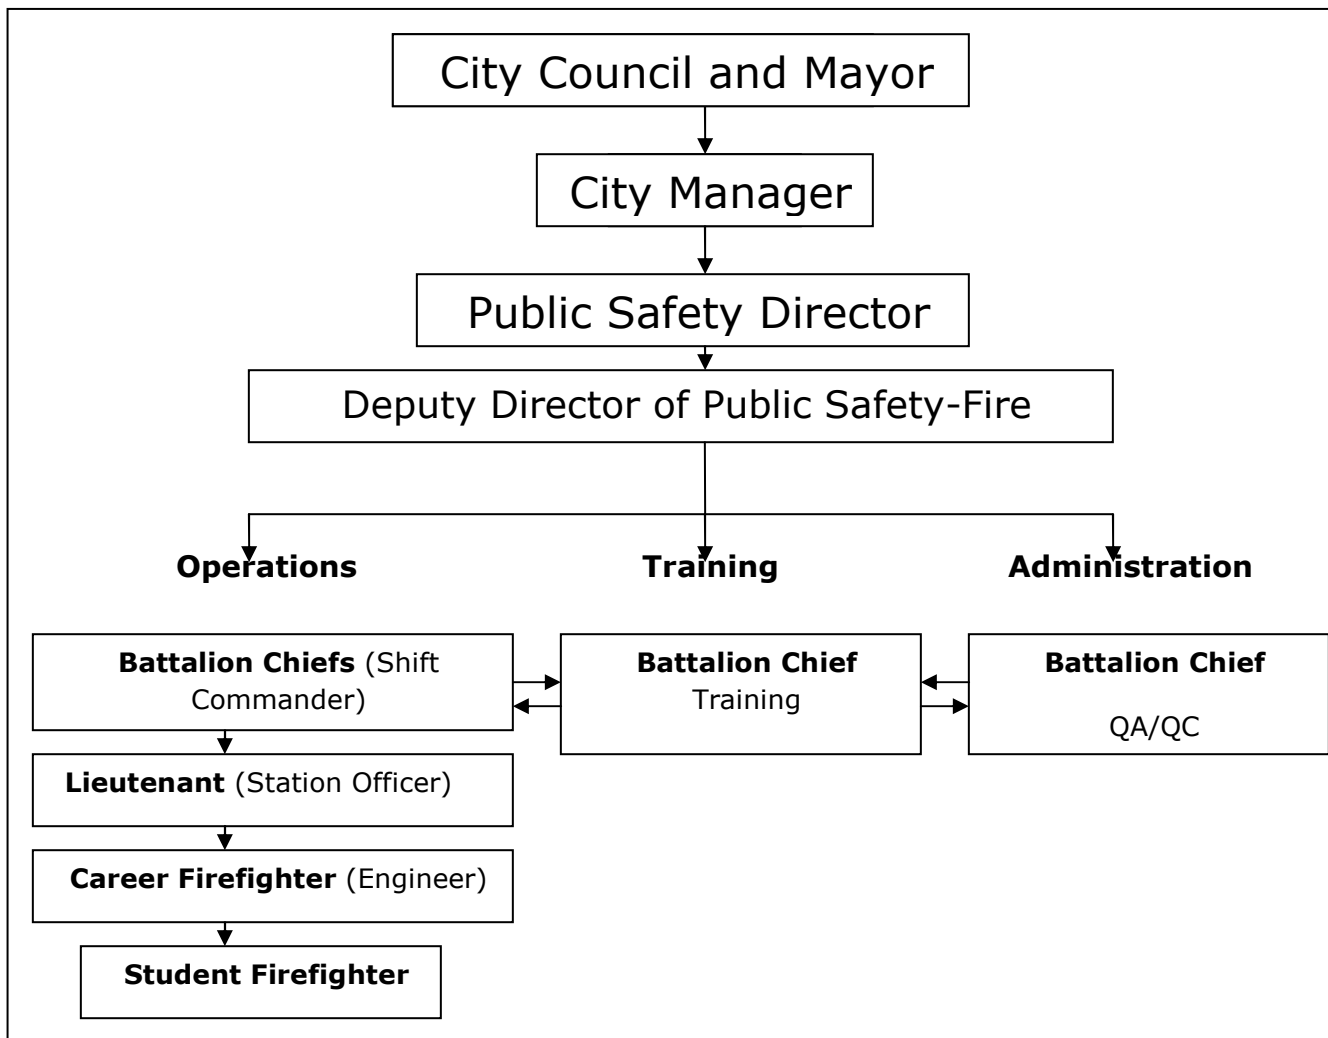 City Council and Mayor
City Manager
Public Safety Director
Deputy Director of Public Safety-Fire
Operations
Training
Administration
Battalion Chiefs (Shift
Commander)
Battalion Chief
Training
Battalion Chief
QA/QC
Lieutenant (Station Officer)
Career Firefighter (Engineer)
Student Firefighter